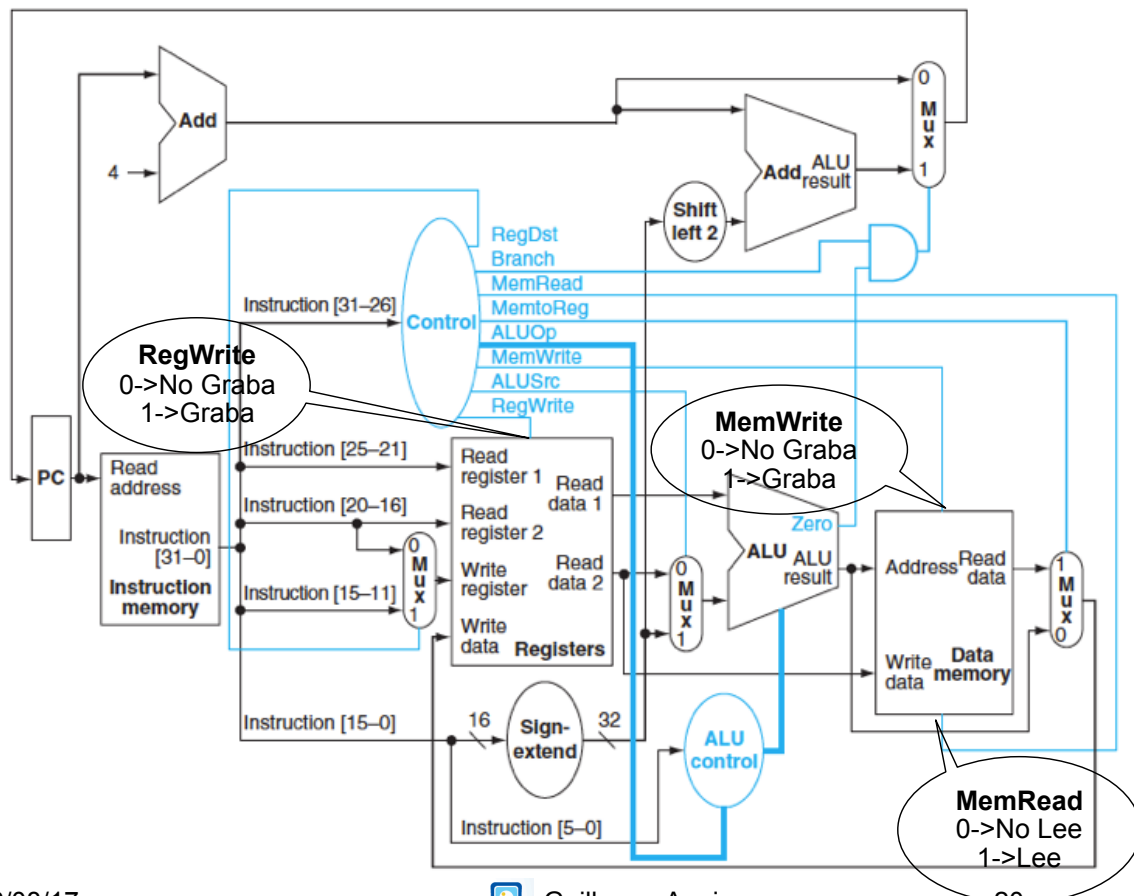 Add
4
0
Mux
1
Add ALU result
Shift left 2
RegDst
Branch
MemRead
MemtoReg
ALUOp
MemWrite
ALUSrc
RegWrite
Instruction [31–26]
Control
RegWrite
0->No Graba
1->Graba
MemWrite
0->No Graba
1->Graba
PC
Read address
Instruction [31–0]
Instruction memory
Instruction [25–21]
Instruction [20–16]
Instruction [15–11]
0
Mux
1
Read register 1
Read register 2
Write register
Write data
Read data 1
Read data 2
Registers
0
Mux
1
Zero
ALU
ALU result
Address
Read data
Write data
Data memory
1
Mux
0
Instruction [15–0]
16
Sign-extend
32
ALU control
Instruction [5–0]
MemRead
0->No Lee
1->Lee